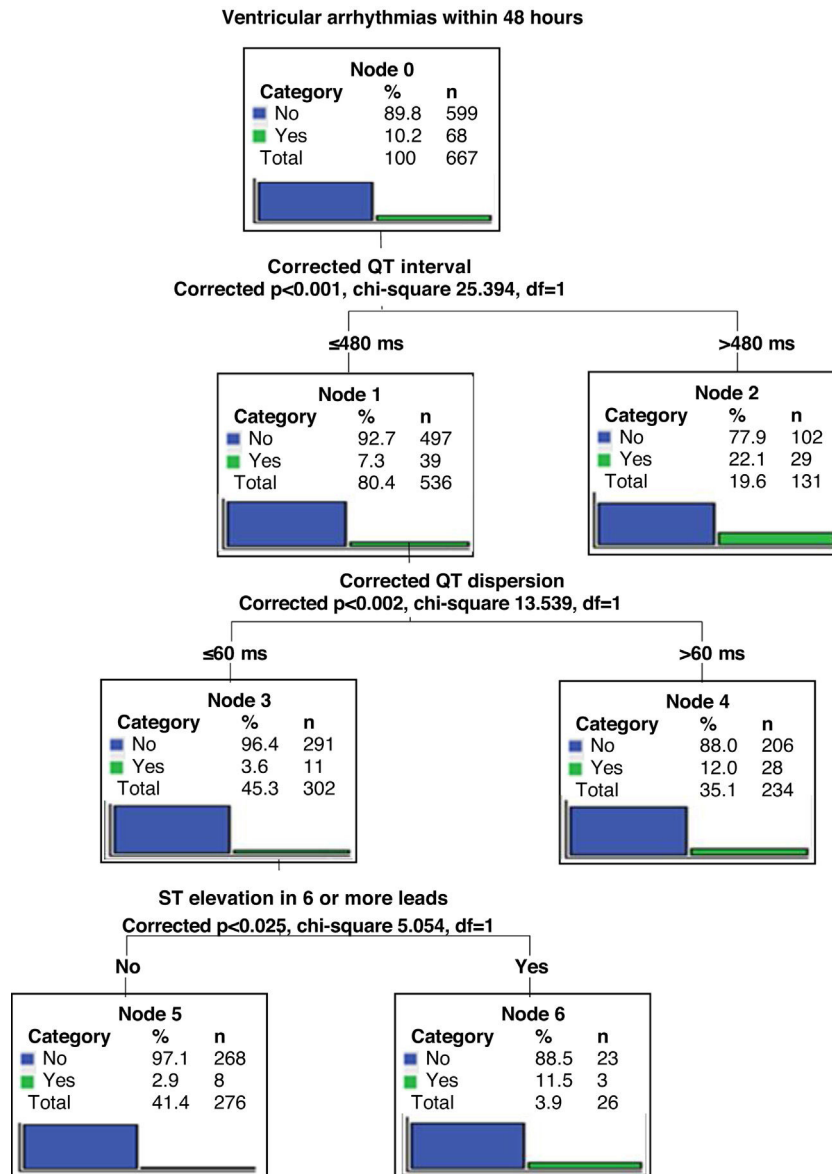 Ventricular arrhythmias within 48 hours
Node 0
Category % n
No 89.8 599
Yes 10.2 68
Total 100 667
Corrected QT interval
Corrected p<0.001, chi-square 25.394, df=1
≤480 ms >480 ms
Node 1
Category % n
No 92.7 497
Yes 7.3 39
Total 80.4 536
Node 2
Category % n
No 77.9 102
Yes 22.1 29
Total 19.6 131
Corrected QT dispersion
Corrected p<0.002, chi-square 13.539, df=1
≤60 ms >60 ms
Node 3
Category % n
No 96.4 291
Yes 3.6 11
Total 45.3 302
Node 4
Category % n
No 88.0 206
Yes 12.0 28
Total 35.1 234
ST elevation in 6 or more leads
Corrected p<0.025, chi-square 5.054, df=1
No Yes
Node 5
Category % n
No 97.1 268
Yes 2.9 8
Total 41.4 276
Node 6
Category % n
No 88.5 23
Yes 11.5 3
Total 3.9 26